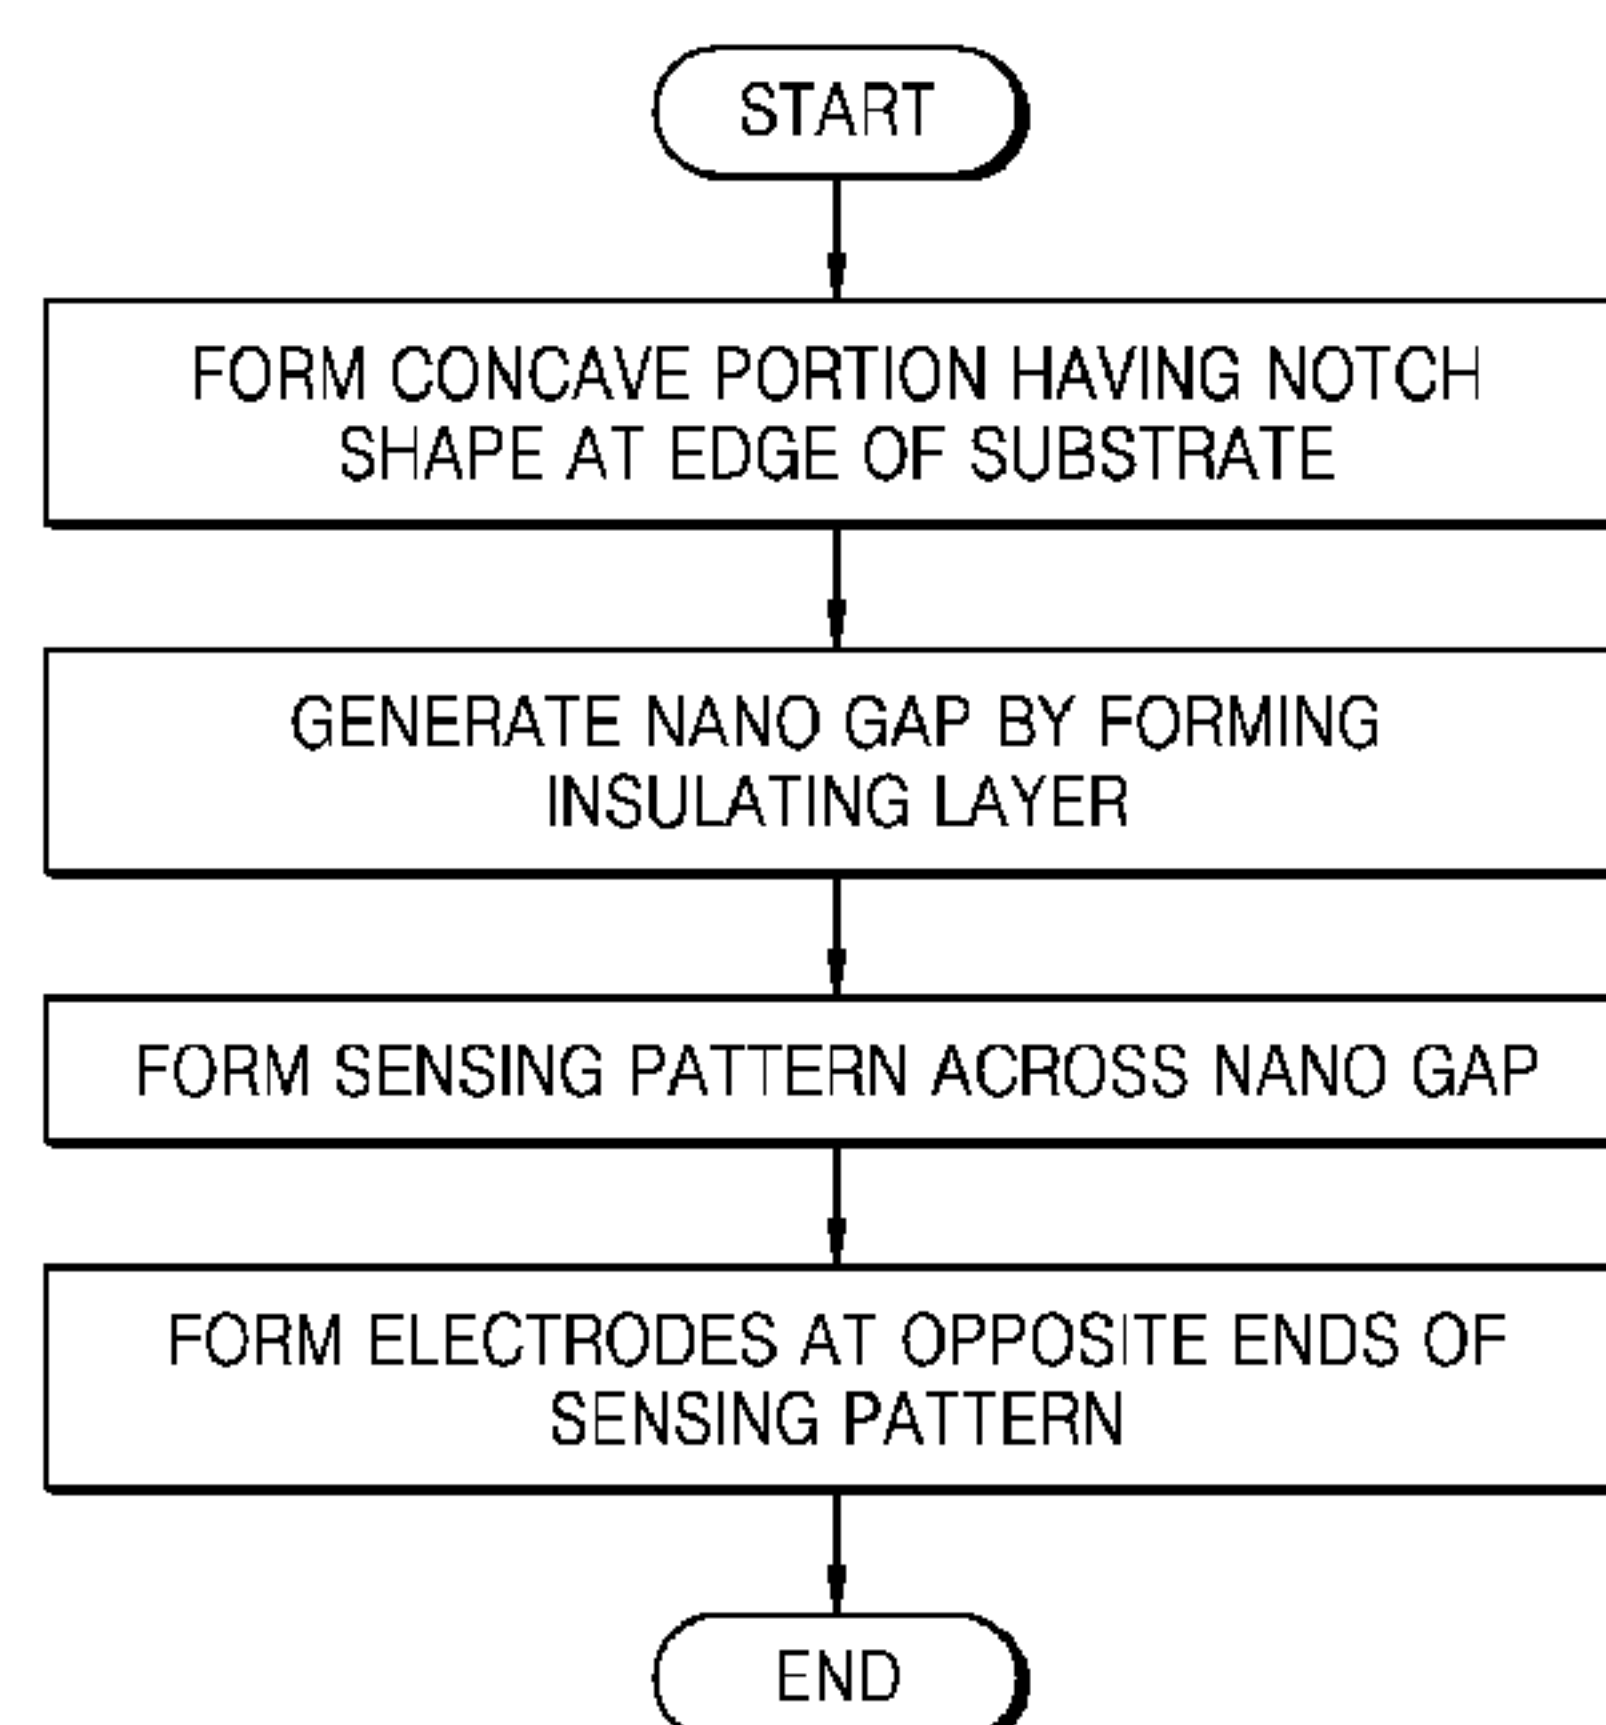 START
FORM CONCAVE PORTION HAVING NOTCH
SHAPE AT EDGE OF SUBSTRATE
GENERATE NANO GAP BY FORMING
INSULATING LAYER
FORM SENSING PATTERN ACROSS NANO GAP
FORM ELECTRODES AT OPPOSITE ENDS OF
SENSING PATTERN
END